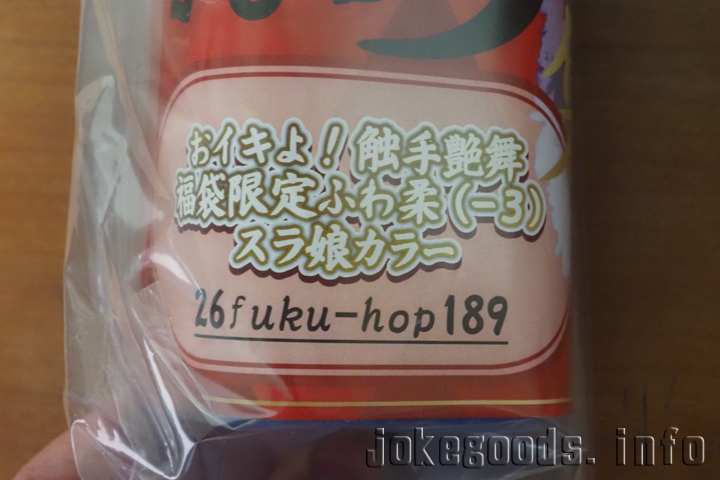 おイキよ！触手艶舞
福袋限定ふわ柔(-3)
スラ娘カラー
26fuku-hop189
jokegoods. info